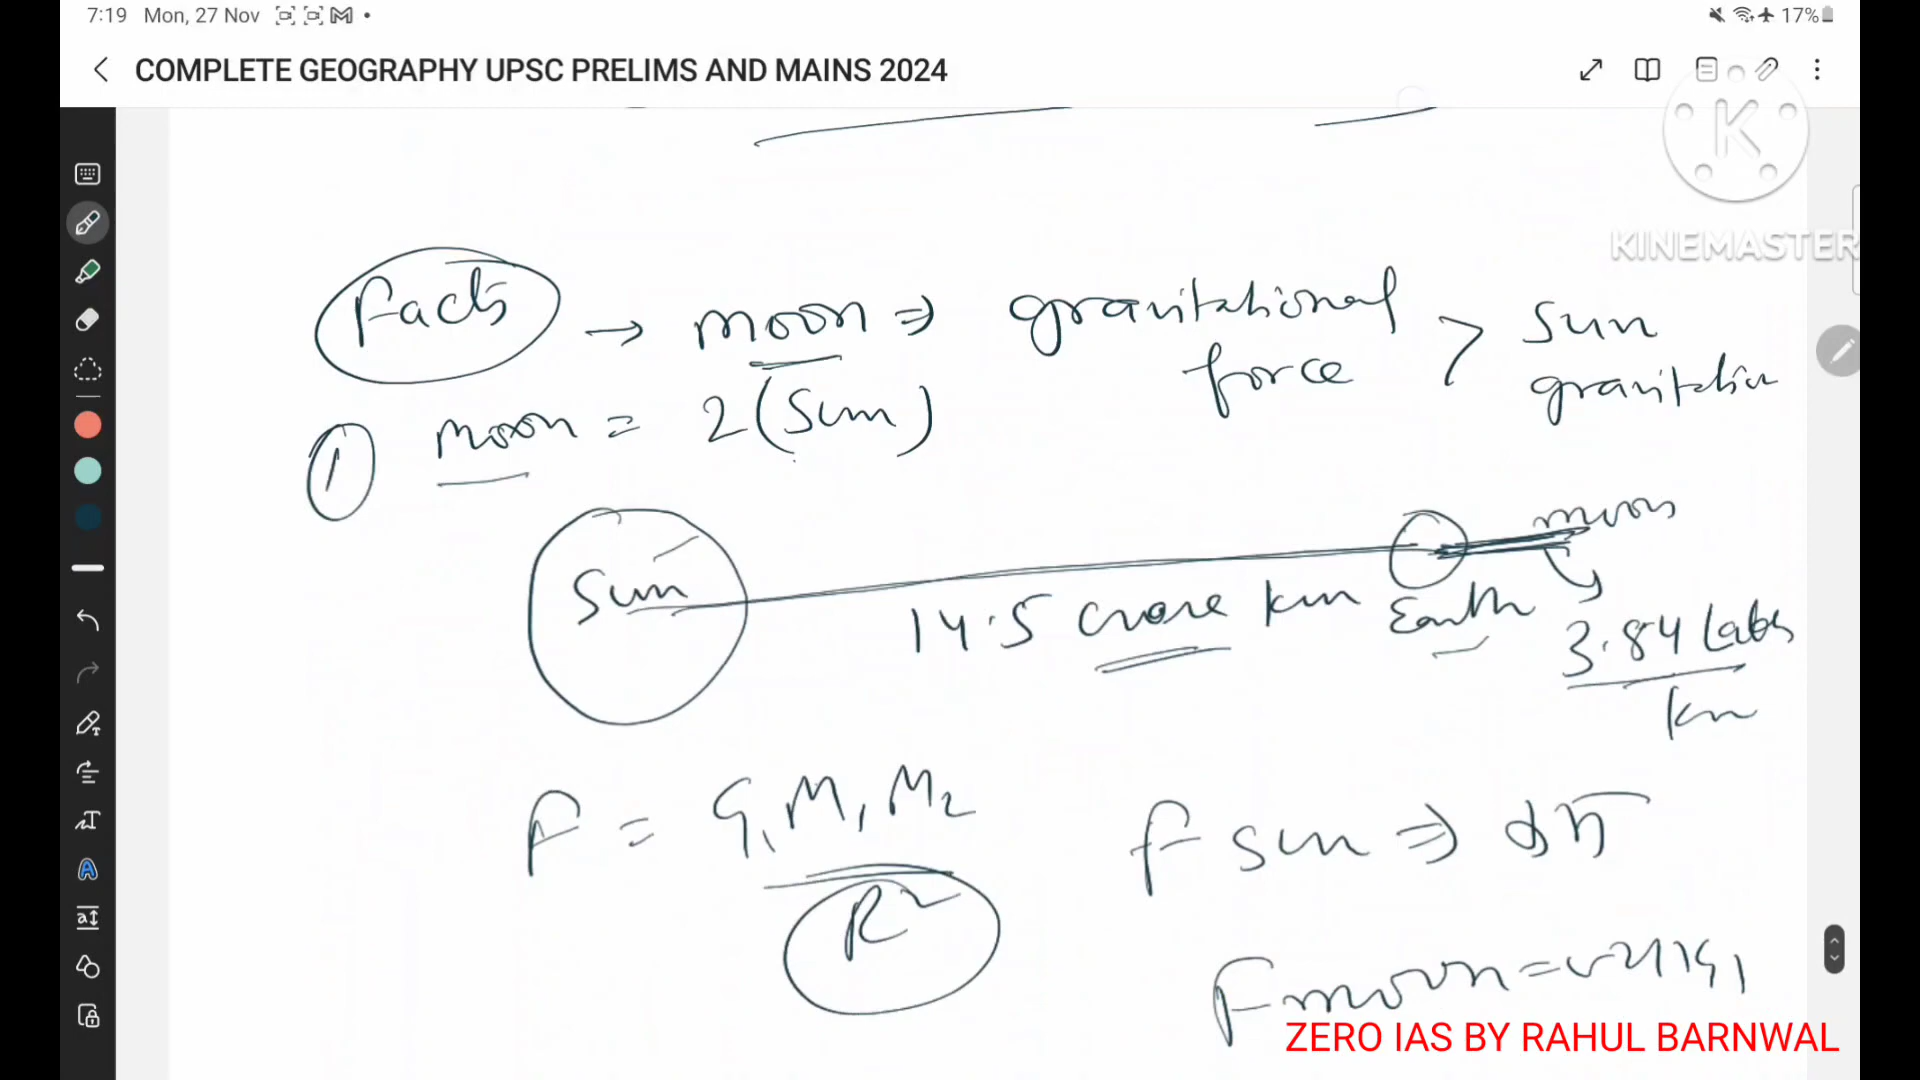 7:19 Mon, 27 Nov
17%
COMPLETE GEOGRAPHY UPSC PRELIMS AND MAINS 2024
KINEMASTER
Facts → moon ⇒ gravitational force > Sun gravitation
① moon = 2 (Sun)
Sun
moon
14.5 crore km
Earth
3.84 Lakh km
F = G M1 M2
R²
F sun ⇒
F moon =
ZERO IAS BY RAHUL BARNWAL